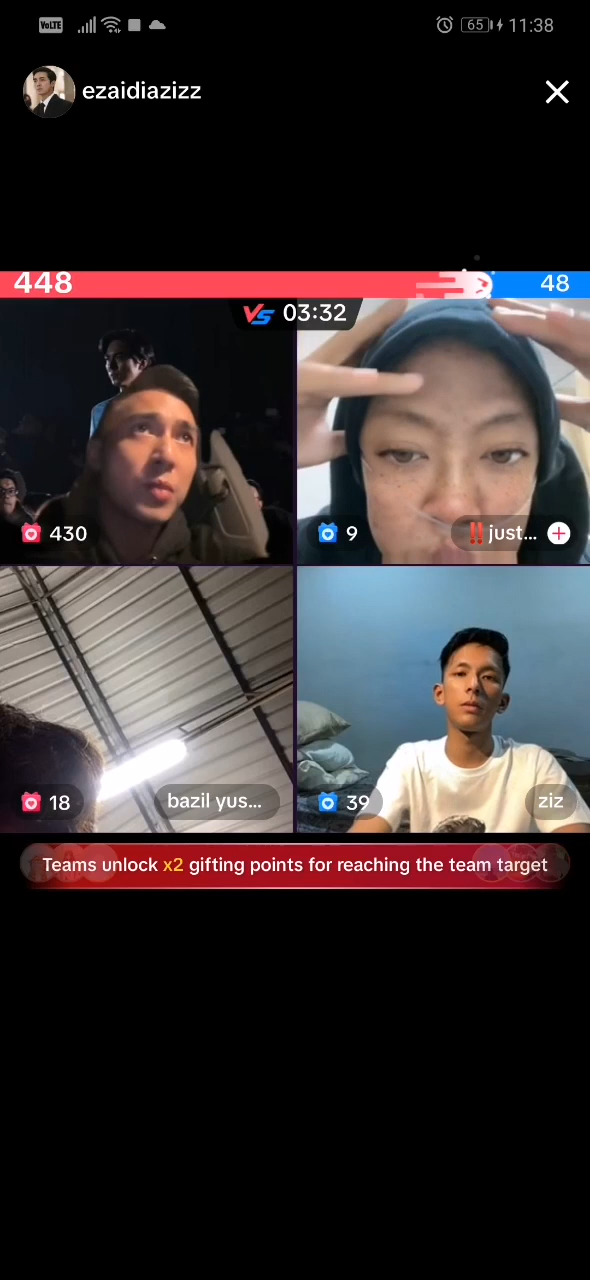 VoLTE 65 11:38
ezaidiazizz
448 48
VS 03:32
430
9 ‼just...
18 bazil yus...
39 ziz
Teams unlock x2 gifting points for reaching the team target